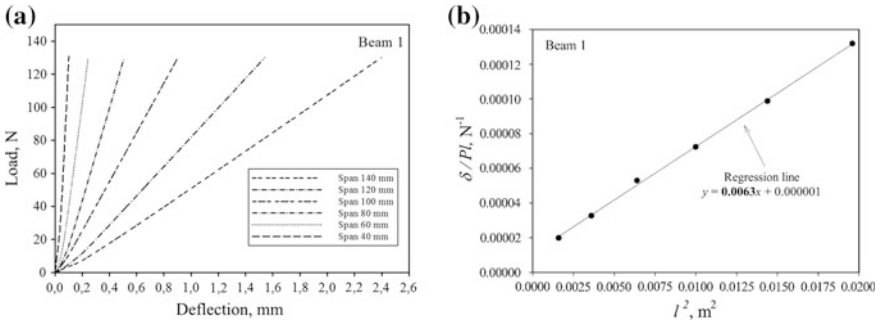 (a)
Beam 1
Load, N
140
120
100
80
60
40
20
0
Span 140 mm
Span 120 mm
Span 100 mm
Span 80 mm
Span 60 mm
Span 40 mm
0,0 0,2 0,4 0,6 0,8 1,0 1,2 1,4 1,6 1,8 2,0 2,2 2,4 2,6
Deflection, mm
(b)
Beam 1
δ / Pl, N⁻¹
0.00014
0.00012
0.00010
0.00008
0.00006
0.00004
0.00002
0.00000
Regression line
y = 0.0063x + 0.000001
0.0000 0.0025 0.0050 0.0075 0.0100 0.0125 0.0150 0.0175 0.0200
l², m²